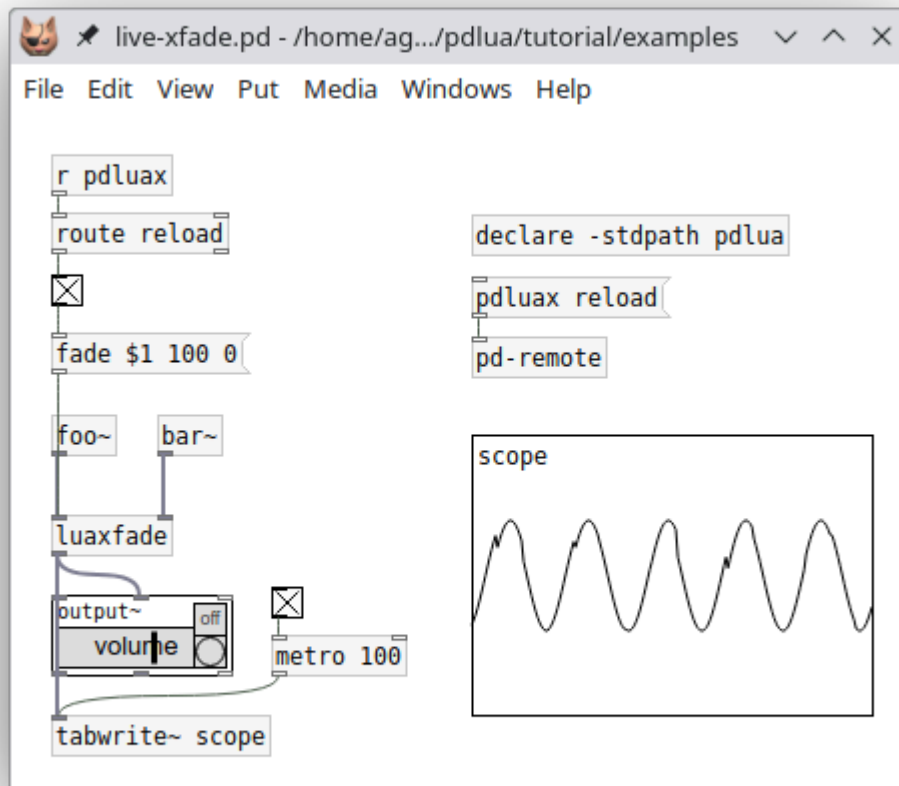 live-xfade.pd - /home/ag.../pdlua/tutorial/examples
File Edit View Put Media Windows Help
r pdluax
route reload
fade $1 100 0
foo~
bar~
luaxfade
output~
off
volume
metro 100
tabwrite~ scope
declare -stdpath pdlua
pdluax reload
pd-remote
scope